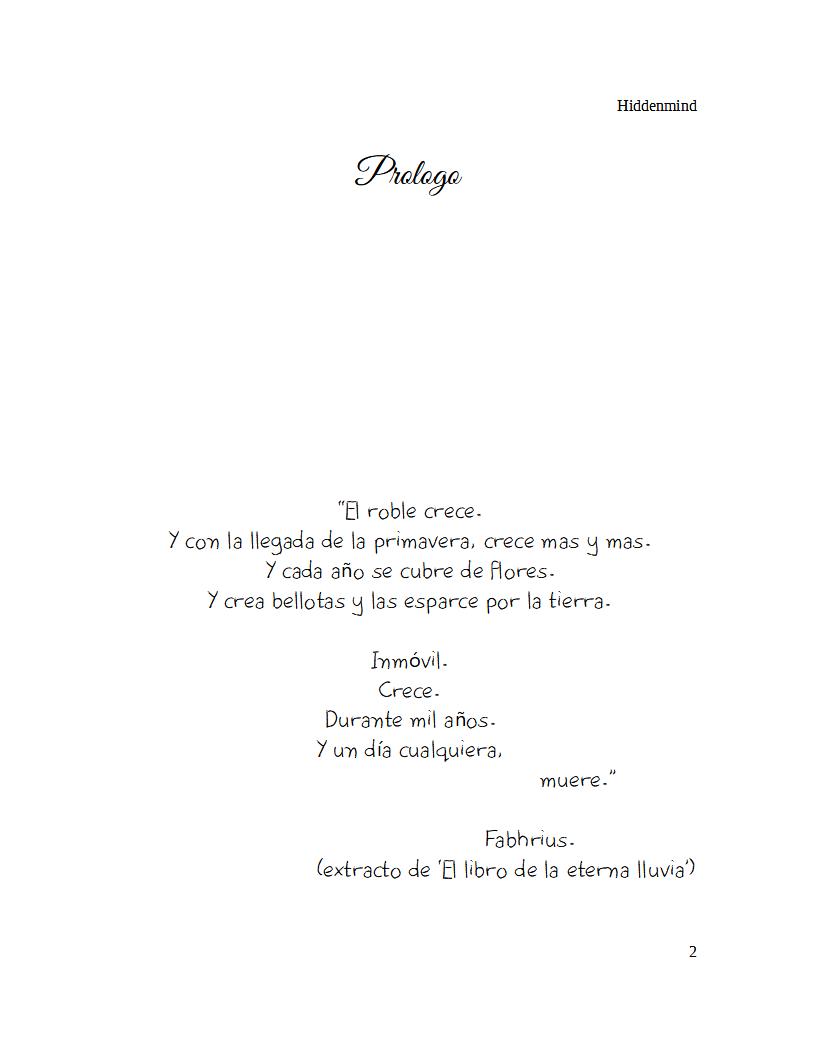 Hiddenmind
Prologo
“El roble crece.
Y con la llegada de la primavera, crece mas y mas.
Y cada año se cubre de flores.
Y crea bellotas y las esparce por la tierra.
Inmóvil.
Crece.
Durante mil años.
Y un día cualquiera,
muere.”
Fabhrius.
(extracto de ‘El libro de la eterna lluvia’)
2